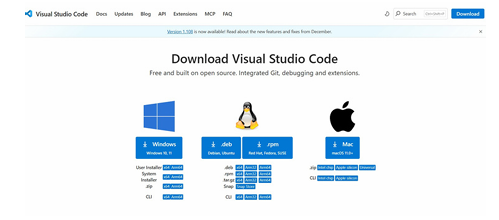 Visual Studio Code Docs Updates Blog API Extensions MCP FAQ Search Download
Version 1.108 is now available! Read about the new features and fixes from December.
Download Visual Studio Code
Free and built on open source. Integrated Git, debugging and extensions.
Windows
Windows 10, 11
.deb
Debian, Ubuntu
.rpm
Red Hat, Fedora, SUSE
Mac
macOS 11.0+
User Installer x64 Arm64
System Installer x64 Arm64
.zip x64 Arm64
CLI x64 Arm64
.deb x64 Arm32 Arm64
.rpm x64 Arm32 Arm64
.tar.gz x64 Arm32 Arm64
Snap Snap Store
CLI x64 Arm32 Arm64
.zip Intel chip Apple silicon Universal
CLI Intel chip Apple silicon